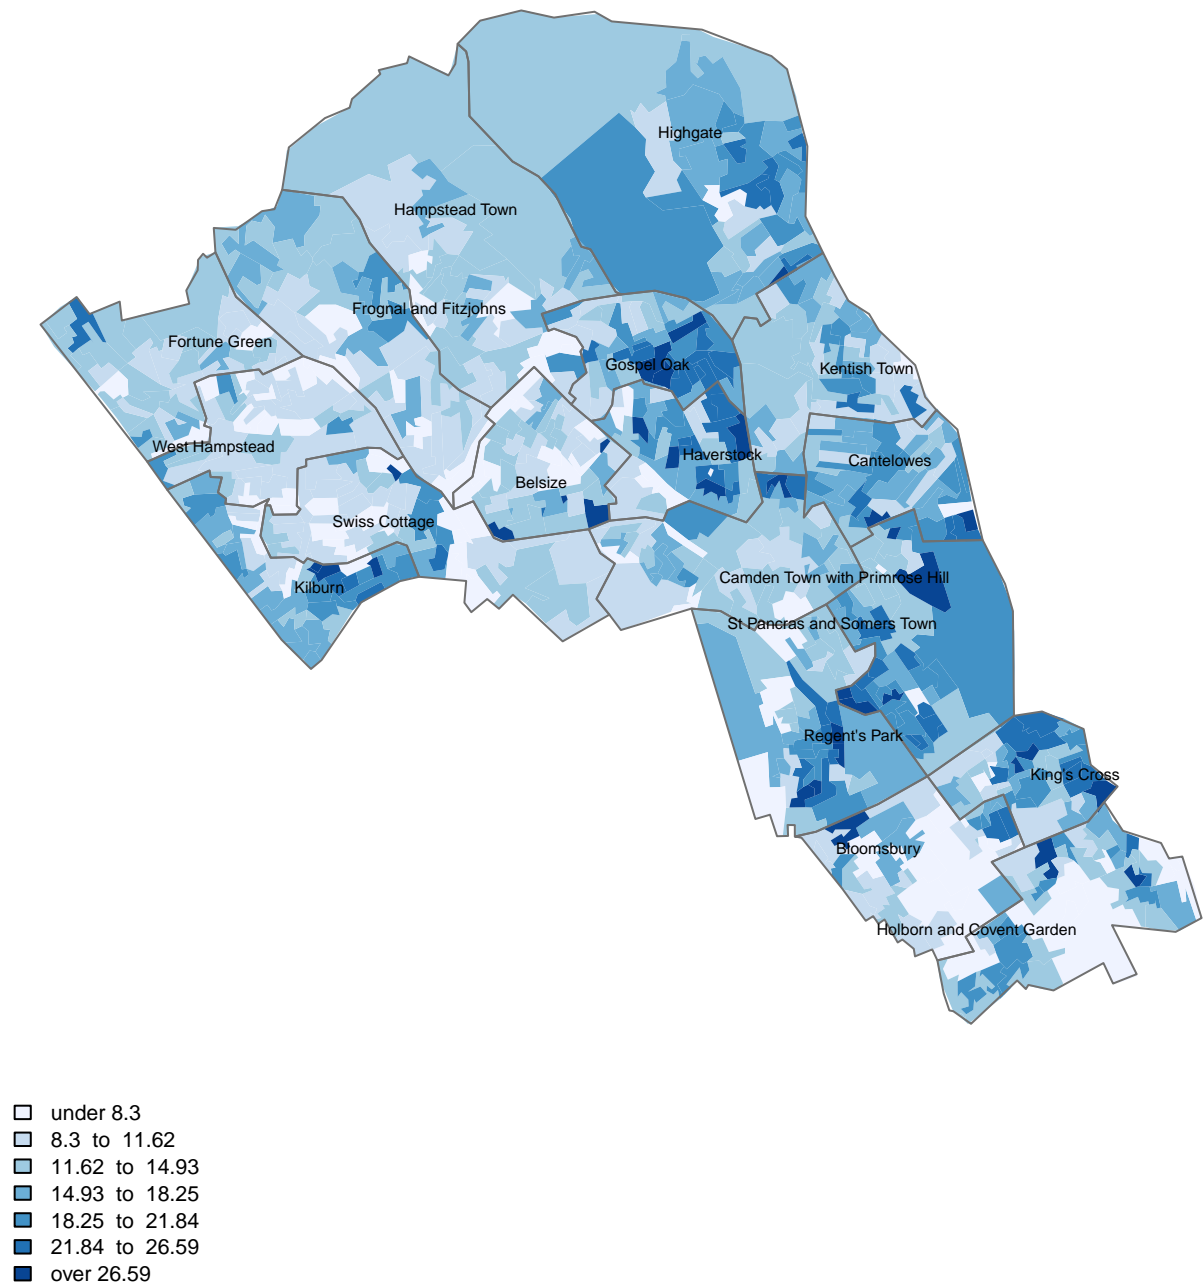 Highgate
Hampstead Town
Frognal and Fitzjohns
Fortune Green
Gospel Oak
Kentish Town
West Hampstead
Haverstock
Cantelowes
Belsize
Swiss Cottage
Camden Town with Primrose Hill
Kilburn
St Pancras and Somers Town
Regent's Park
King's Cross
Bloomsbury
Holborn and Covent Garden
under 8.3
8.3 to 11.62
11.62 to 14.93
14.93 to 18.25
18.25 to 21.84
21.84 to 26.59
over 26.59